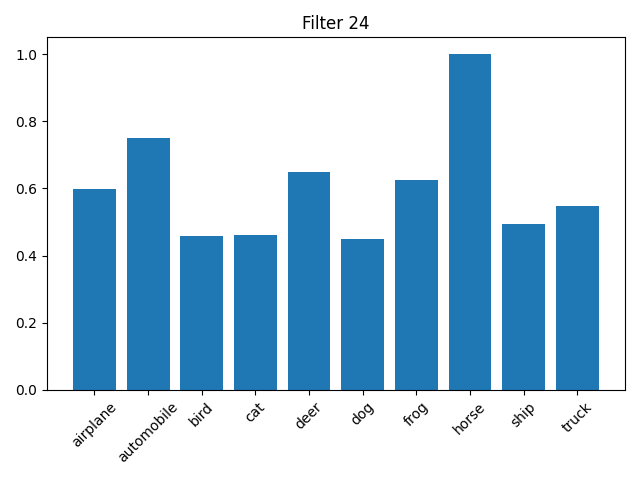 Filter 24
1.0
0.8
0.6
0.4
0.2
0.0
airplane
automobile
bird
cat
deer
dog
frog
horse
ship
truck